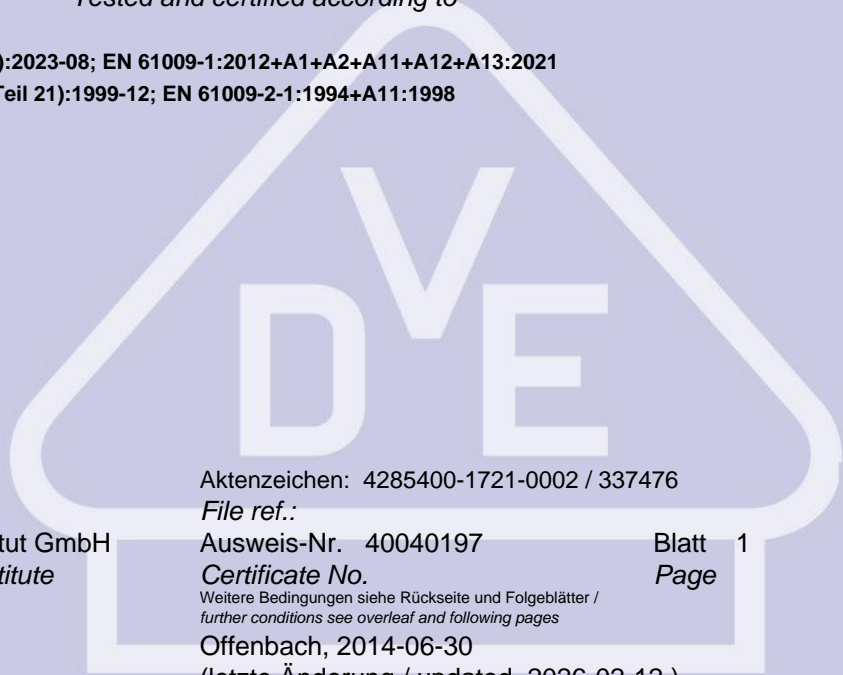 Tested and certified according to
):2023-08; EN 61009-1:2012+A1+A2+A11+A12+A13:2021
Teil 21):1999-12; EN 61009-2-1:1994+A11:1998
VDE
Aktenzeichen: 4285400-1721-0002 / 337476
File ref.:
tut GmbH Ausweis-Nr. 40040197 Blatt 1
titute Certificate No. Page
Weitere Bedingungen siehe Rückseite und Folgeblätter /
further conditions see overleaf and following pages
Offenbach, 2014-06-30
(letzte Änderung / updated